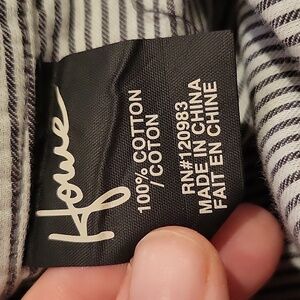 Howe
100% COTTON
/ COTON
RN#120983
MADE IN CHINA
FAIT EN CHINE